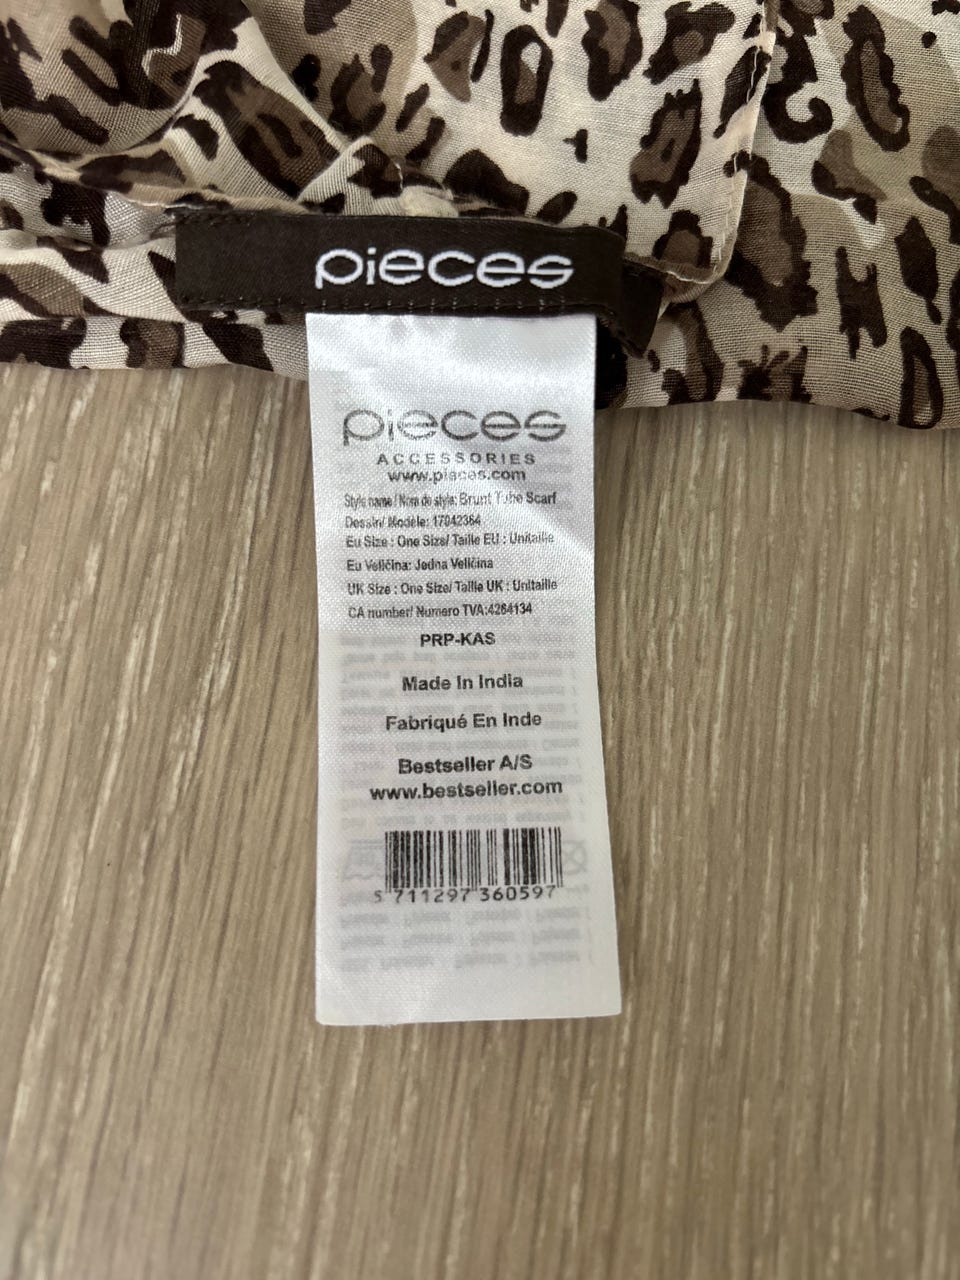 pieces
pieces
ACCESSORIES
www.pieces.com
Style name/ Nom de style: Brunt Tube Scarf
Dessin/ Modèle: 17042364
Eu Size : One Size/ Taille EU : Unitaille
Eu Veličina: Jedna Veličina
UK Size : One Size/ Taille UK : Unitaille
CA number/ Numero TVA:4264134
PRP-KAS
Made In India
Fabriqué En Inde
Bestseller A/S
www.bestseller.com
5 711297 360597